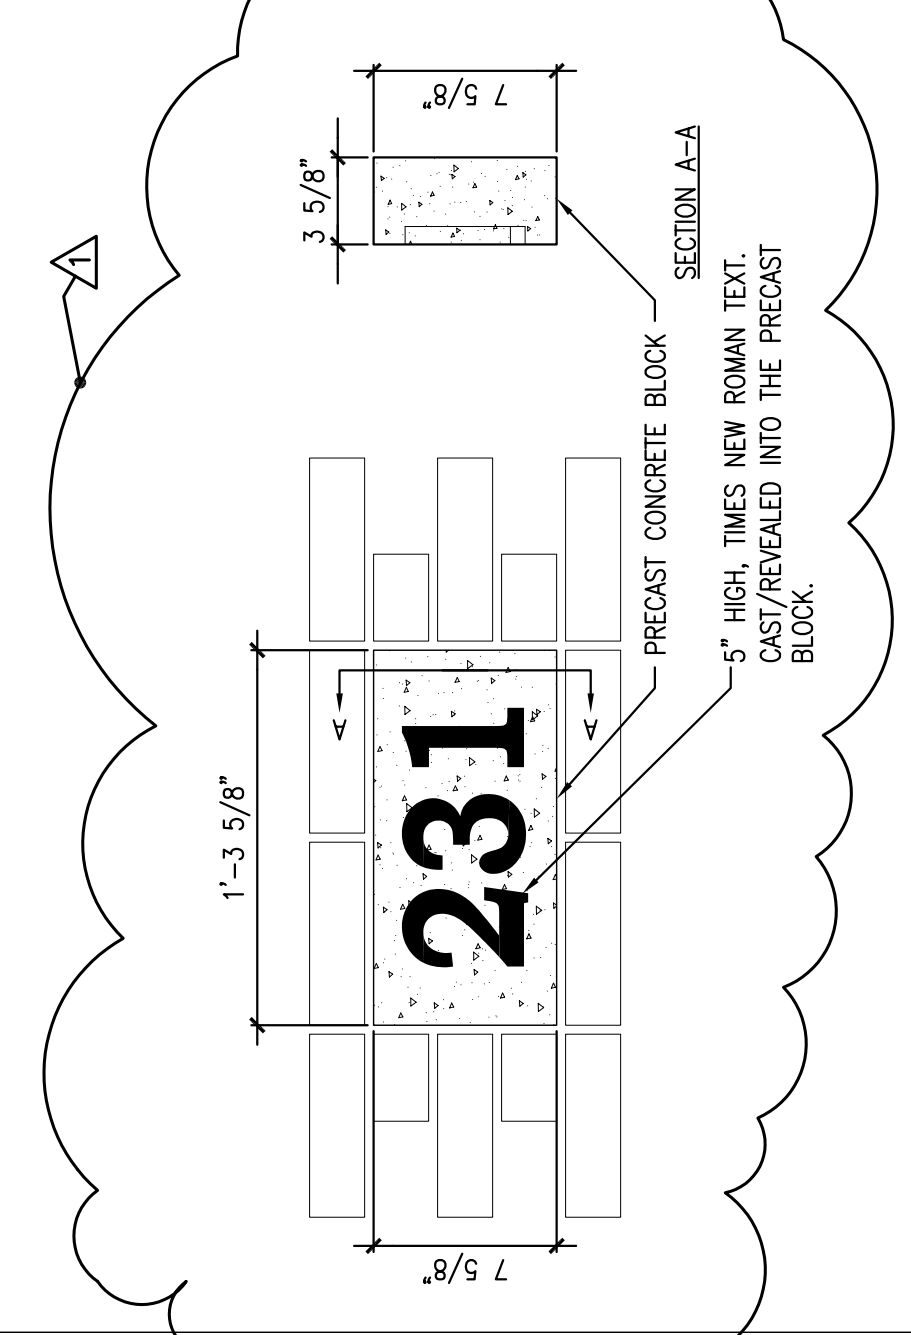 1
1'-3 5/8"
3 5/8"
7 5/8"
7 5/8"
A
A
231
PRECAST CONCRETE BLOCK
SECTION A-A
5" HIGH, TIMES NEW ROMAN TEXT.
CAST/REVEALED INTO THE PRECAST
BLOCK.